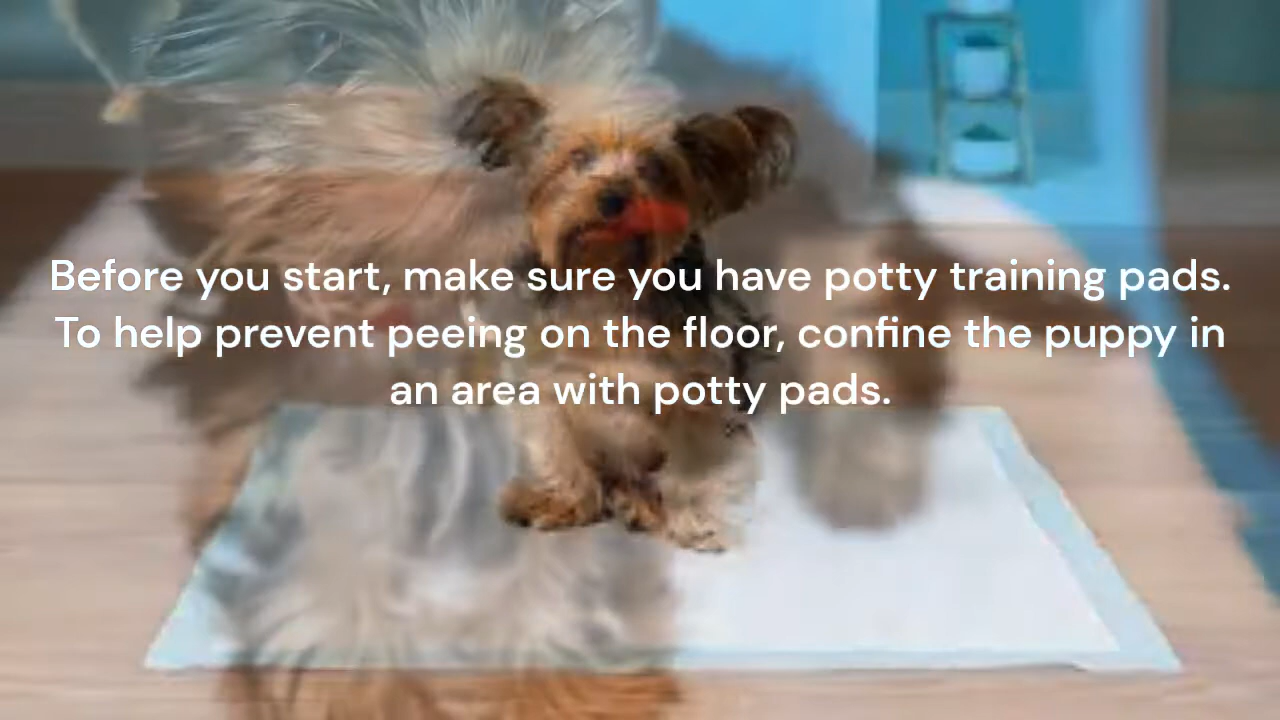 Before you start, make sure you have potty training pads.
To help prevent peeing on the floor, confine the puppy in
an area with potty pads.